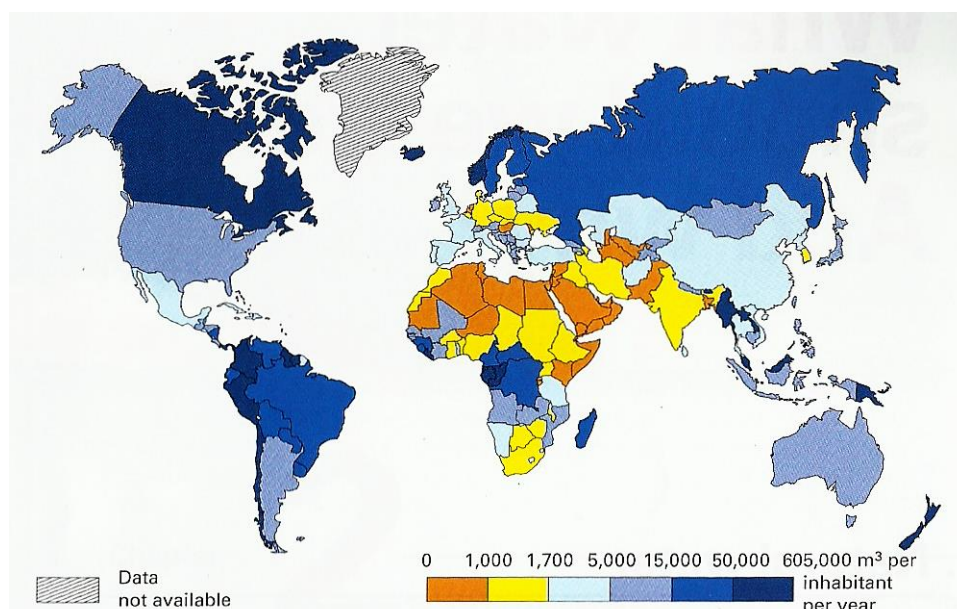 0 1,000 1,700 5,000 15,000 50,000 605,000 m³ per
inhabitant
per year
Data
not available